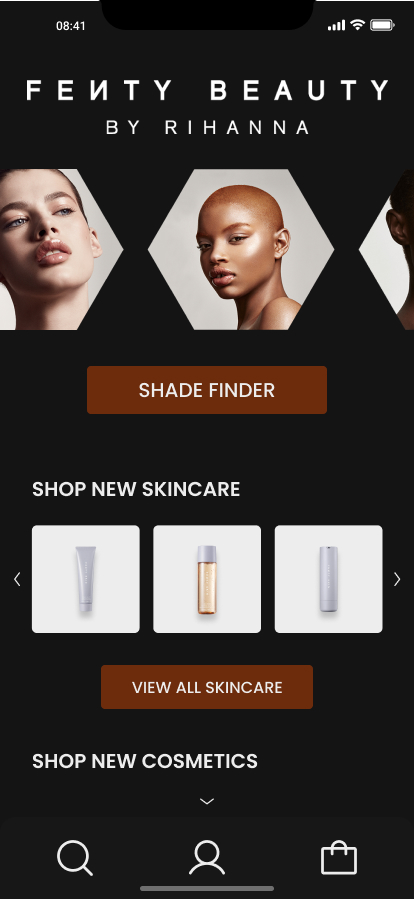 08:41
FENTY BEAUTY
BY RIHANNA
SHADE FINDER
SHOP NEW SKINCARE
VIEW ALL SKINCARE
SHOP NEW COSMETICS